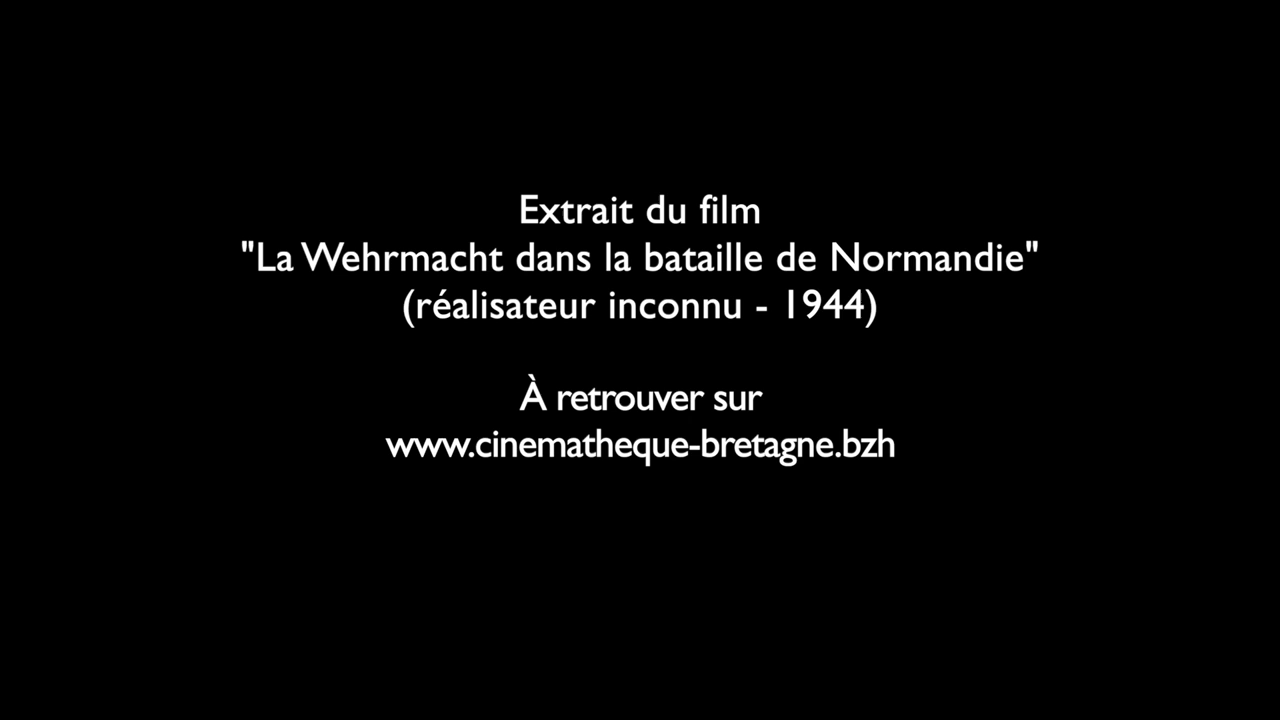 Extrait du film
"La Wehrmacht dans la bataille de Normandie"
(réalisateur inconnu - 1944)
À retrouver sur
www.cinematheque-bretagne.bzh